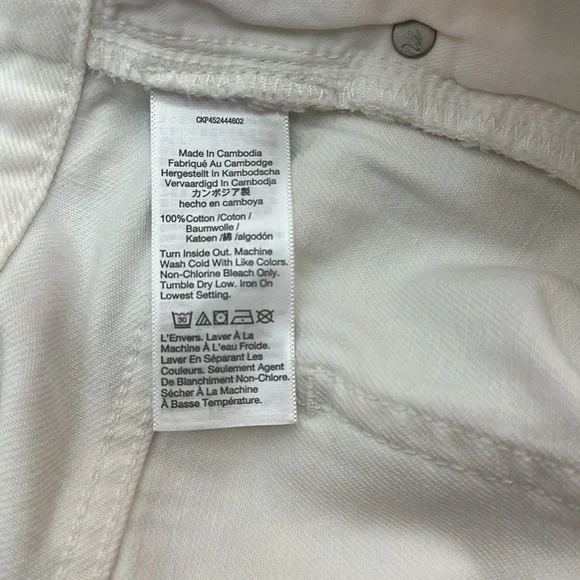 CKP452444602
Made In Cambodia
Fabriqué Au Cambodge
Hergestellt In Kambodscha
Vervaardigd In Cambodja
カンボジア製
hecho en camboya
100%Cotton /Coton /
Baumwolle /
Katoen /綿 /algodón
Turn Inside Out. Machine
Wash Cold With Like Colors.
Non-Chlorine Bleach Only.
Tumble Dry Low. Iron On
Lowest Setting.
30
L'Envers. Laver À La
Machine À L'eau Froide.
Laver En Séparant Les
Couleurs. Seulement Agent
De Blanchiment Non-Chlore.
Sécher À La Machine
À Basse Température.